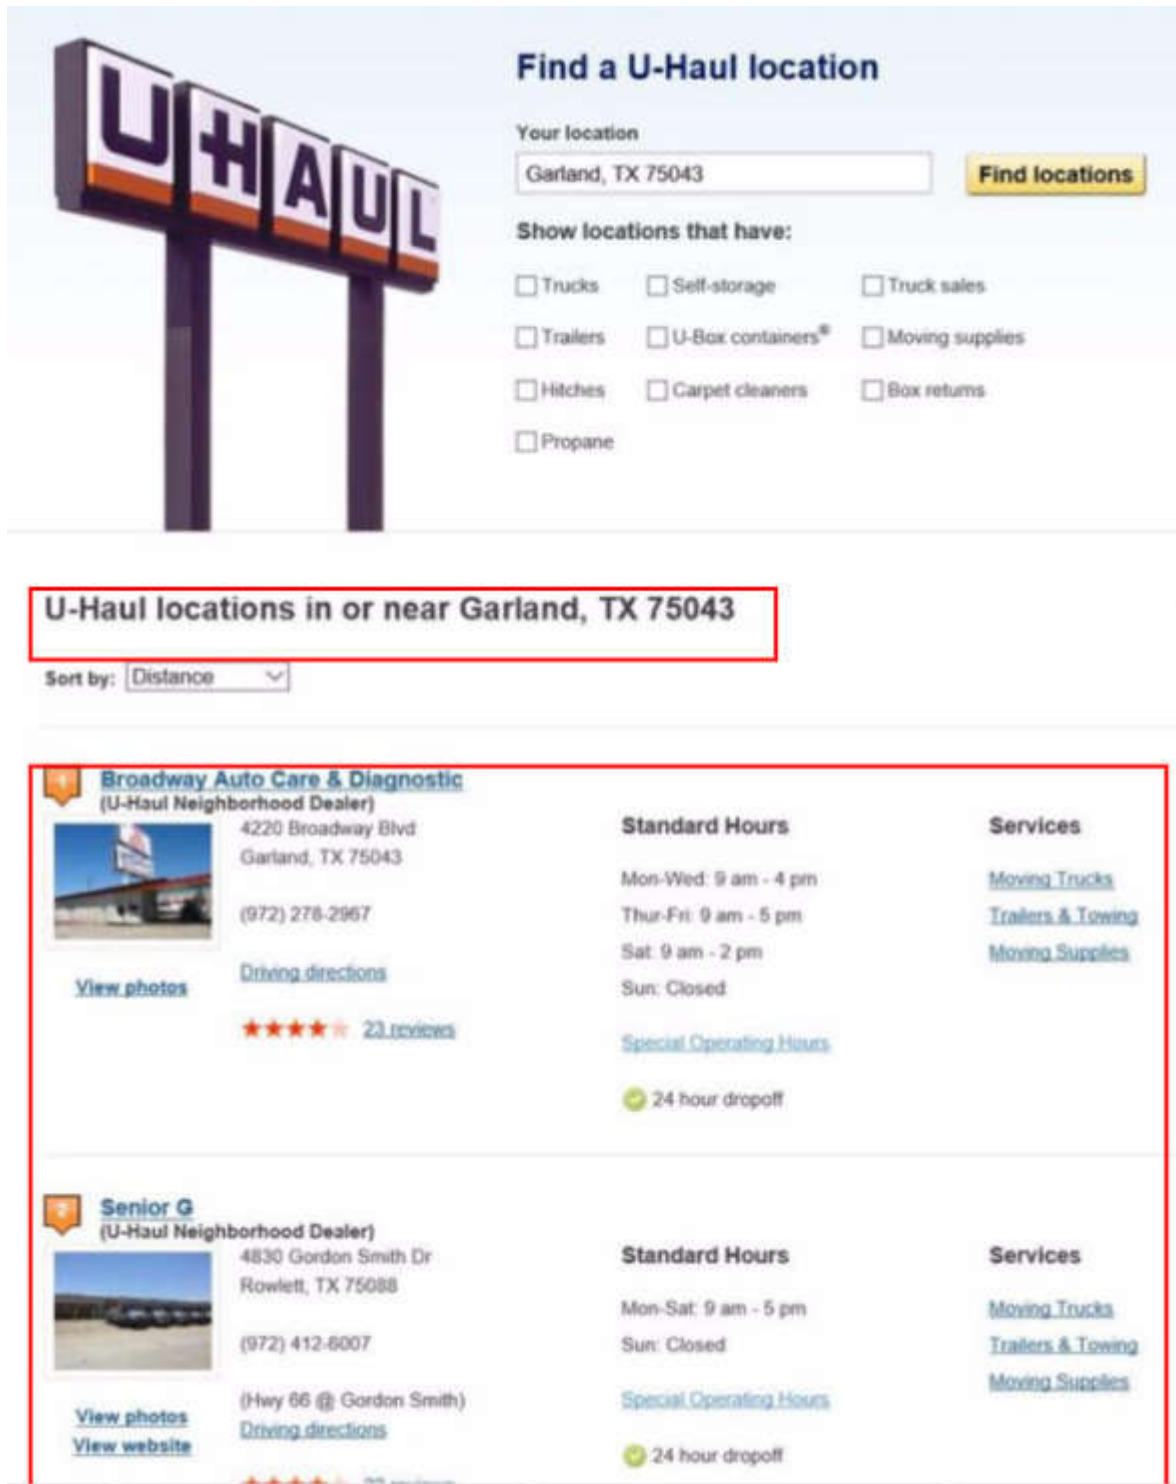 UHAUL
Find a U-Haul location
Your location
Garland, TX 75043
Find locations
Show locations that have:
Trucks
Self-storage
Truck sales
Trailers
U-Box containers®
Moving supplies
Hitches
Carpet cleaners
Box returns
Propane
U-Haul locations in or near Garland, TX 75043
Sort by: Distance
1
Broadway Auto Care & Diagnostic
(U-Haul Neighborhood Dealer)
4220 Broadway Blvd
Garland, TX 75043
(972) 278-2967
Driving directions
View photos
23 reviews
Standard Hours
Mon-Wed: 9 am - 4 pm
Thur-Fri: 9 am - 5 pm
Sat: 9 am - 2 pm
Sun: Closed
Special Operating Hours
24 hour dropoff
Services
Moving Trucks
Trailers & Towing
Moving Supplies
2
Senior G
(U-Haul Neighborhood Dealer)
4830 Gordon Smith Dr
Rowlett, TX 75088
(972) 412-6007
(Hwy 66 @ Gordon Smith)
Driving directions
View photos
View website
reviews
Standard Hours
Mon-Sat: 9 am - 5 pm
Sun: Closed
Special Operating Hours
24 hour dropoff
Services
Moving Trucks
Trailers & Towing
Moving Supplies